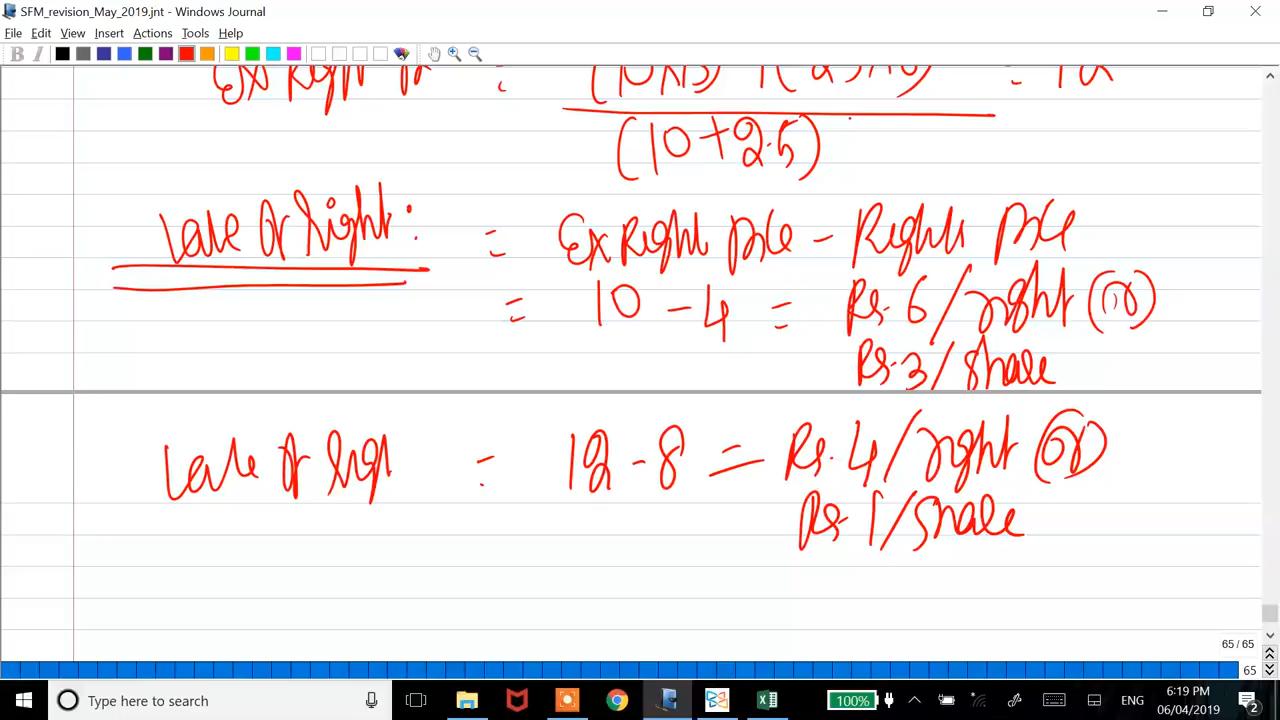 SFM_revision_May_2019.jnt - Windows Journal
File Edit View Insert Actions Tools Help
Ex Right
(10+2.5)
Value Of Right: = Ex Right Price - Right Price
= 10 - 4 = Rs. 6/right (or)
Rs. 3/share
Value of Righ = 12 - 8 = Rs. 4/right (or)
Rs. 1/share
65 / 65
65
Type here to search
100%
ENG
6:19 PM
06/04/2019
2